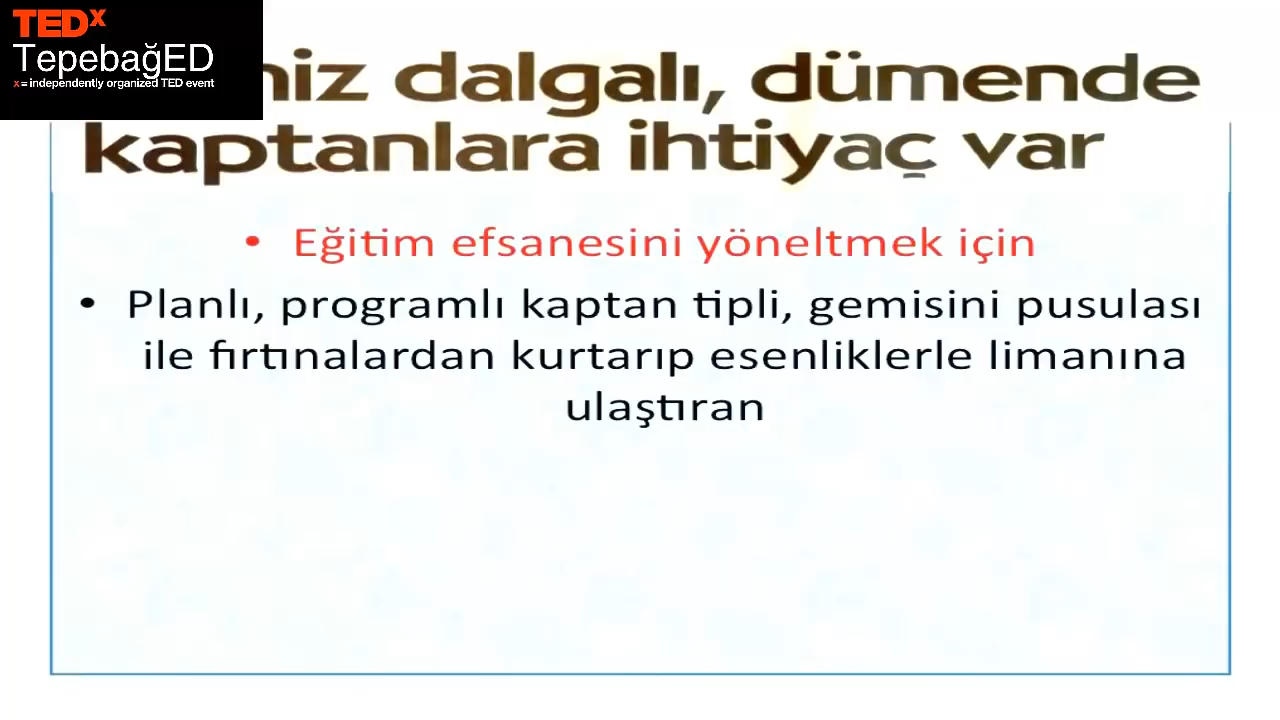 TEDx
TepebağED
x = independently organized TED event
dalgalı, dümende
kaptanlara ihtiyaç var
• Eğitim efsanesini yöneltmek için
• Planlı, programlı kaptan tipli, gemisini pusulası
ile fırtınalardan kurtarıp esenliklerle limanına
ulaştıran